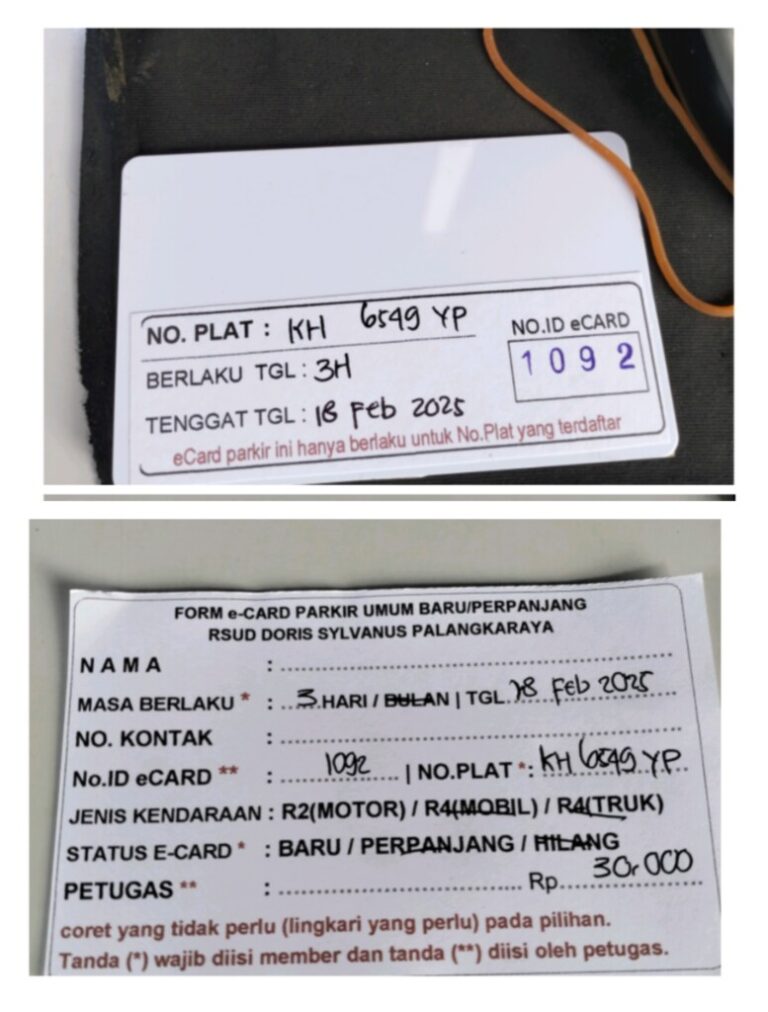 NO. PLAT : KH 6549 YP
NO.ID eCARD
1092
BERLAKU TGL : 3H
TENGGAT TGL : 18 Feb 2025
eCard parkir ini hanya berlaku untuk No.Plat yang terdaftar
FORM e-CARD PARKIR UMUM BARU/PERPANJANG
RSUD DORIS SYLVANUS PALANGKARAYA
NAMA :
MASA BERLAKU * : 3 HARI / BULAN | TGL. 18 Feb 2025
NO. KONTAK :
No.ID eCARD ** : 1092 | NO.PLAT * : KH 6549 YP
JENIS KENDARAAN : R2(MOTOR) / R4(MOBIL) / R4(TRUK)
STATUS E-CARD * : BARU / PERPANJANG / HILANG
PETUGAS ** : Rp. 30.000
coret yang tidak perlu (lingkari yang perlu) pada pilihan.
Tanda (*) wajib diisi member dan tanda (**) diisi oleh petugas.